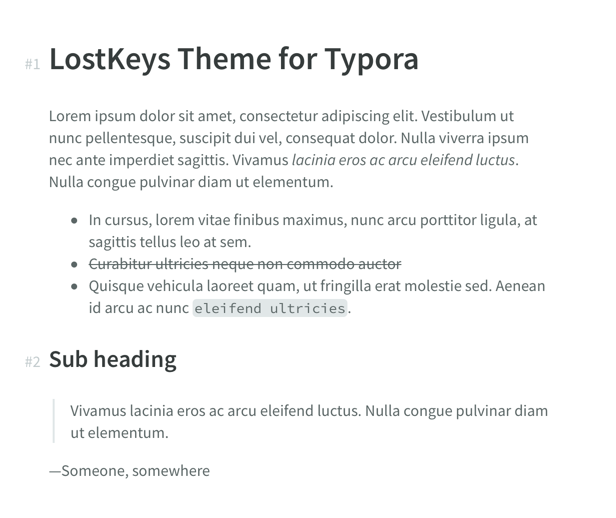 #1 LostKeys Theme for Typora
Lorem ipsum dolor sit amet, consectetur adipiscing elit. Vestibulum ut
nunc pellentesque, suscipit dui vel, consequat dolor. Nulla viverra ipsum
nec ante imperdiet sagittis. Vivamus lacinia eros ac arcu eleifend luctus.
Nulla congue pulvinar diam ut elementum.
• In cursus, lorem vitae finibus maximus, nunc arcu porttitor ligula, at
sagittis tellus leo at sem.
• Curabitur ultricies neque non commodo auctor
• Quisque vehicula laoreet quam, ut fringilla erat molestie sed. Aenean
id arcu ac nunc eleifend ultricies.
#2 Sub heading
Vivamus lacinia eros ac arcu eleifend luctus. Nulla congue pulvinar diam
ut elementum.
—Someone, somewhere